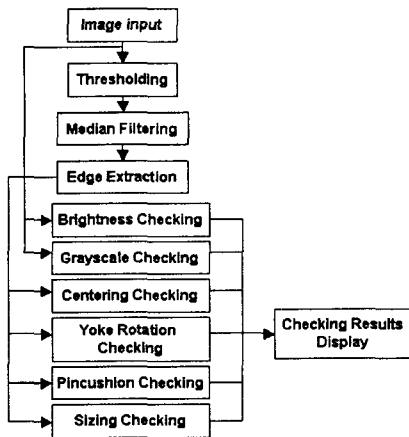 Image input
Thresholding
Median Filtering
Edge Extraction
Brightness Checking
Grayscale Checking
Centering Checking
Yoke Rotation
Checking
Pincushion Checking
Sizing Checking
Checking Results
Display